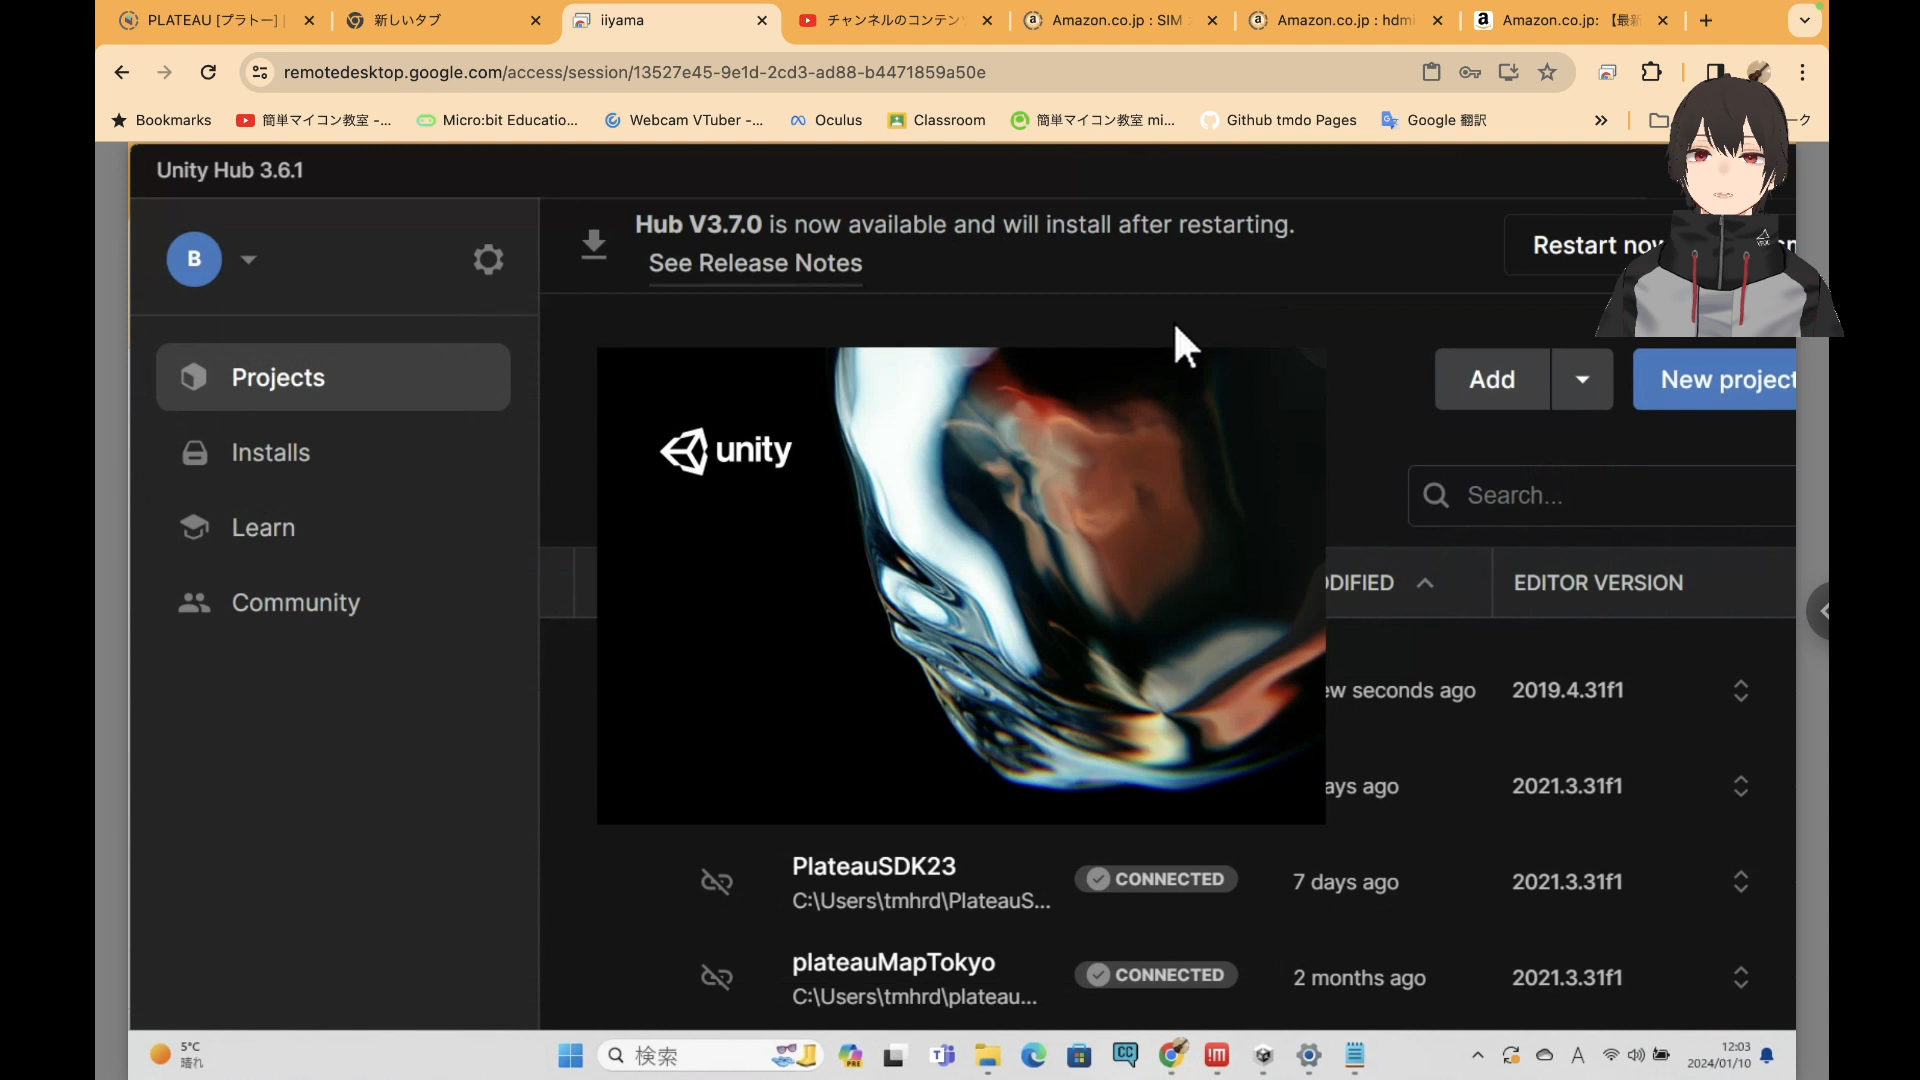 PLATEAU [プラトー] |
新しいタブ
iiyama
チャンネルのコンテン
Amazon.co.jp : SIM
Amazon.co.jp : hdmi
Amazon.co.jp: 【最新
remotedesktop.google.com/access/session/13527e45-9e1d-2cd3-ad88-b4471859a50e
Bookmarks
簡単マイコン教室 -...
Micro:bit Educatio...
Webcam VTuber -...
Oculus
Classroom
簡単マイコン教室 mi...
Github tmdo Pages
Google 翻訳
ーク
Unity Hub 3.6.1
B
Hub V3.7.0 is now available and will install after restarting.
See Release Notes
Restart now
Projects
Installs
Learn
Community
unity
Add
New project
Search...
DIFIED
EDITOR VERSION
ew seconds ago
2019.4.31f1
ays ago
2021.3.31f1
PlateauSDK23
C:\Users\tmhrd\PlateauS...
CONNECTED
7 days ago
2021.3.31f1
plateauMapTokyo
C:\Users\tmhrd\plateau...
CONNECTED
2 months ago
2021.3.31f1
5°C
晴れ
検索
PRE
CC
A
12:03
2024/01/10